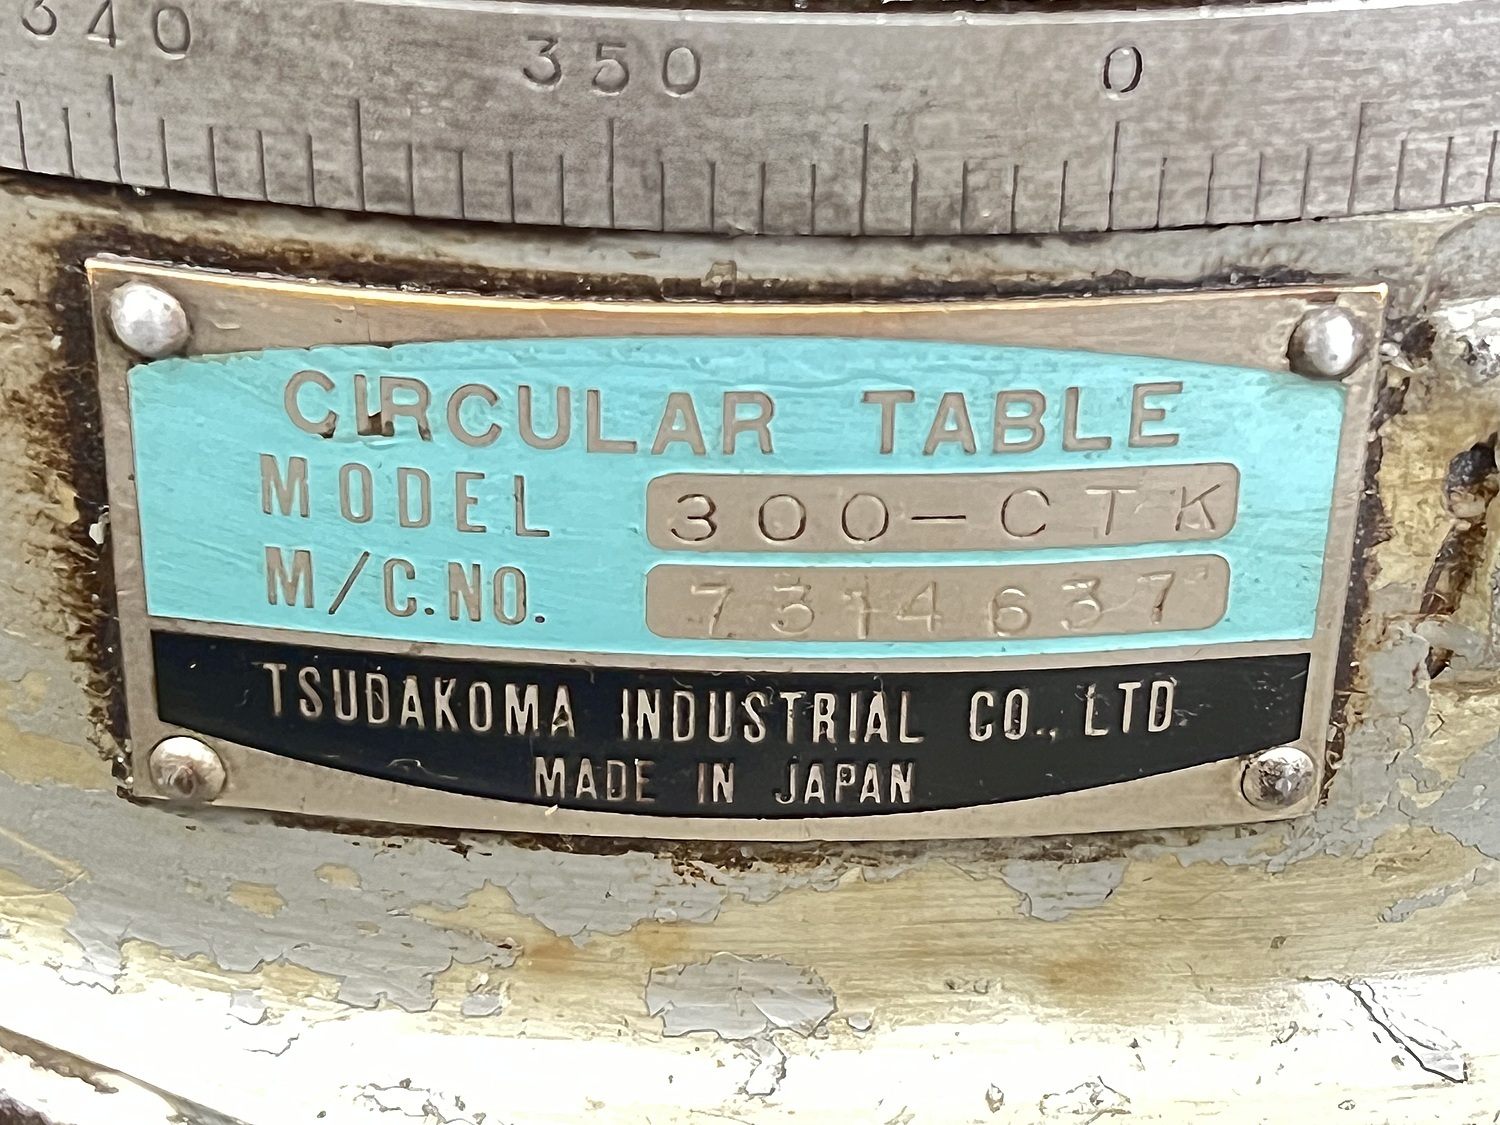 340 350 0
CIRCULAR TABLE
MODEL 300-CTK
M/C.NO. 7314637
TSUDAKOMA INDUSTRIAL CO., LTD.
MADE IN JAPAN